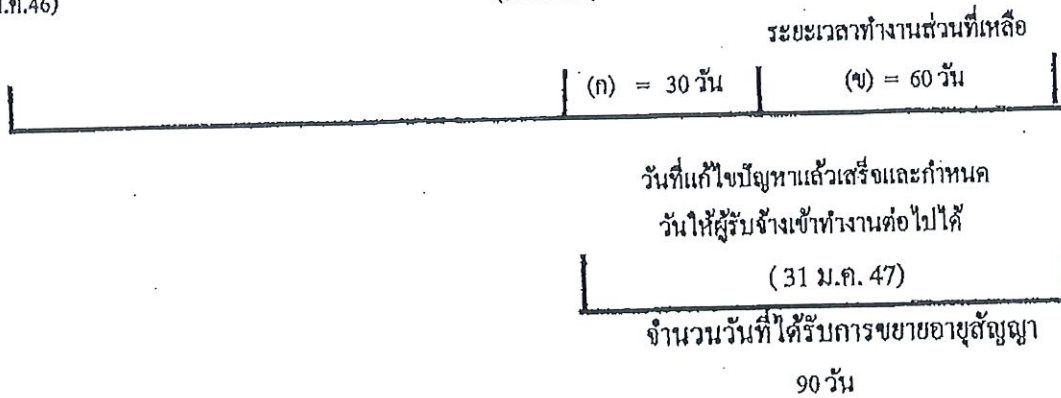 ค.46)
ระยะเวลาทำงานส่วนที่เหลือ
(ก) = 30 วัน (ข) = 60 วัน
วันที่แก้ไขปัญหาแล้วเสร็จและกำหนด
วันให้ผู้รับจ้างเข้าทำงานต่อไปได้
(31 ม.ค. 47)
จำนวนวันที่ได้รับการขยายอายุสัญญา
90 วัน